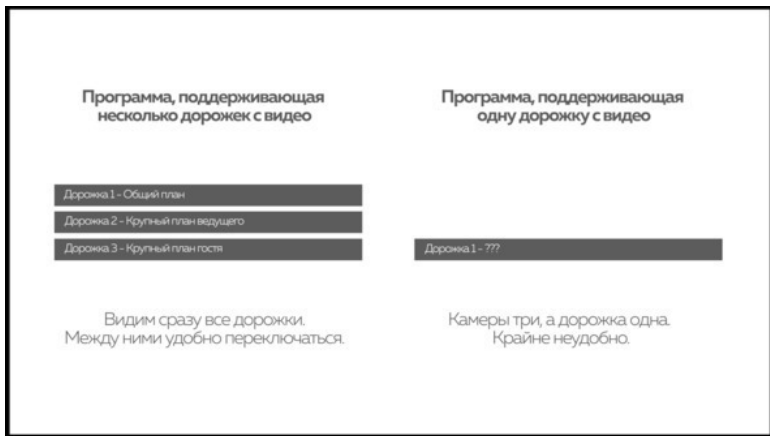 Программа, поддерживающая
несколько дорожек с видео
Дорожка 1 - Общий план
Дорожка 2 - Крупный план ведущего
Дорожка 3 - Крупный план гостя
Видим сразу все дорожки.
Между ними удобно переключаться.
Программа, поддерживающая
одну дорожку с видео
Дорожка 1 - ???
Камеры три, а дорожка одна.
Крайне неудобно.